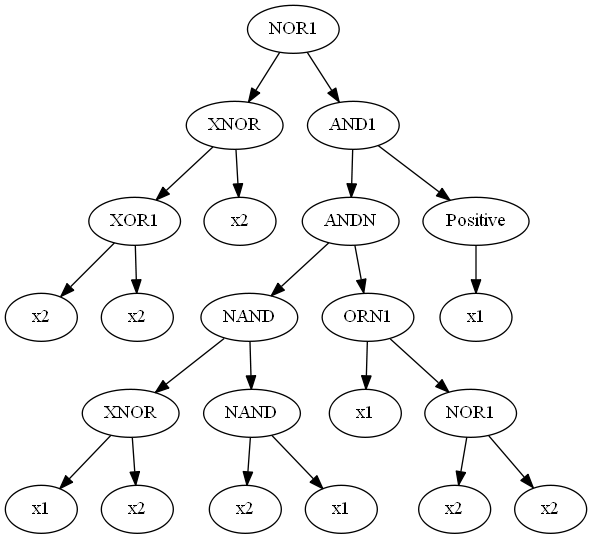 NOR1
XNOR
AND1
XOR1
x2
ANDN
Positive
x2
x2
NAND
ORN1
x1
XNOR
NAND
x1
NOR1
x1
x2
x2
x1
x2
x2